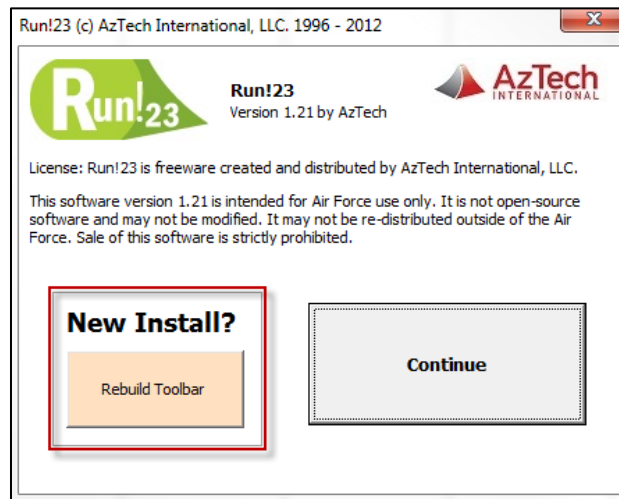 Run!23 (c) AzTech International, LLC. 1996 - 2012
x
Run!23
AzTech
INTERNATIONAL
Run!23
Version 1.21 by AzTech
License: Run!23 is freeware created and distributed by AzTech International, LLC.
This software version 1.21 is intended for Air Force use only. It is not open-source
software and may not be modified. It may not be re-distributed outside of the Air
Force. Sale of this software is strictly prohibited.
New Install?
Rebuild Toolbar
Continue